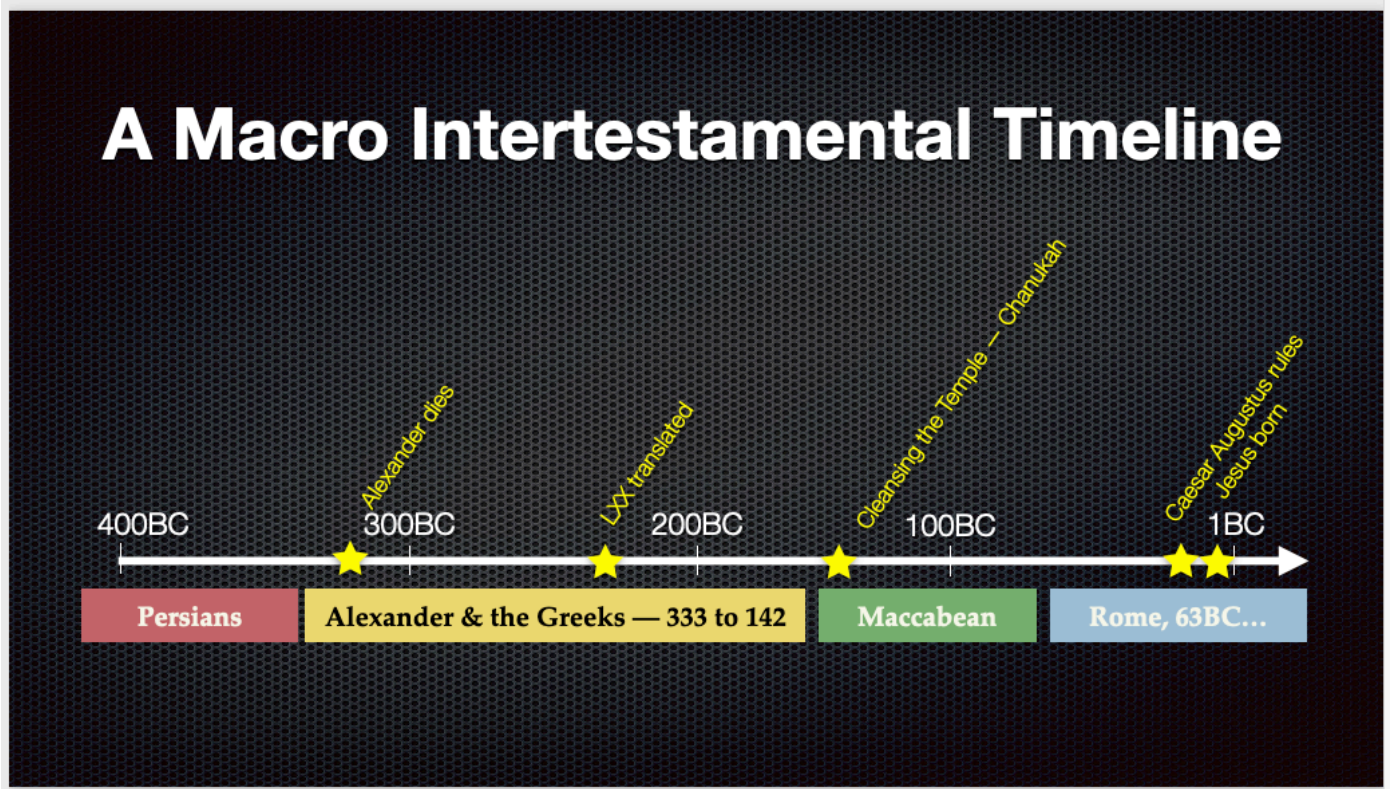 A Macro Intertestamental Timeline
Alexander dies
LXX translated
Cleansing the Temple — Chanukah
Caesar Augustus rules
Jesus born
400BC
300BC
200BC
100BC
1BC
Persians
Alexander & the Greeks — 333 to 142
Maccabean
Rome, 63BC…